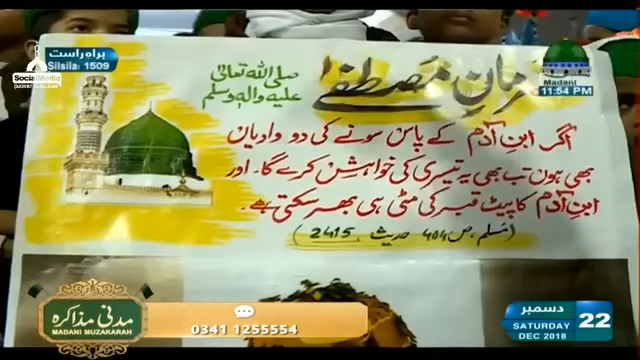 براہِ راست
Silsila: 1509
SocialMedia
Madani
11:54 PM
فرمانِ مصطفےٰ
صلی اللہ تعالیٰ
علیہ والہٖ وسلم
اگر ابنِ آدم کے پاس سونے کی دو وادیاں
بھی ہوں تب بھی یہ تیسری کی خواہش کرے گا۔ اور
ابنِ آدم کا پیٹ قبر کی مٹی ہی بھر سکتی ہے۔
(مسلم، ص 404 حدیث 2415)
مدنی مذاکرہ
MADANI MUZAKARAH
0341 1255554
دسمبر
SATURDAY
DEC 2018
22